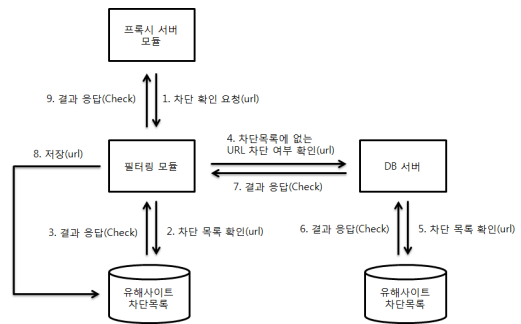 프록시 서버
모듈
9. 결과 응답(Check)
1. 차단 확인 요청(url)
8. 저장(url)
필터링 모듈
4. 차단목록에 없는
URL 차단 여부 확인(url)
7. 결과 응답(Check)
DB 서버
3. 결과 응답(Check)
2. 차단 목록 확인(url)
6. 결과 응답(Check)
5. 차단 목록 확인(url)
유해사이트
차단목록
유해사이트
차단목록